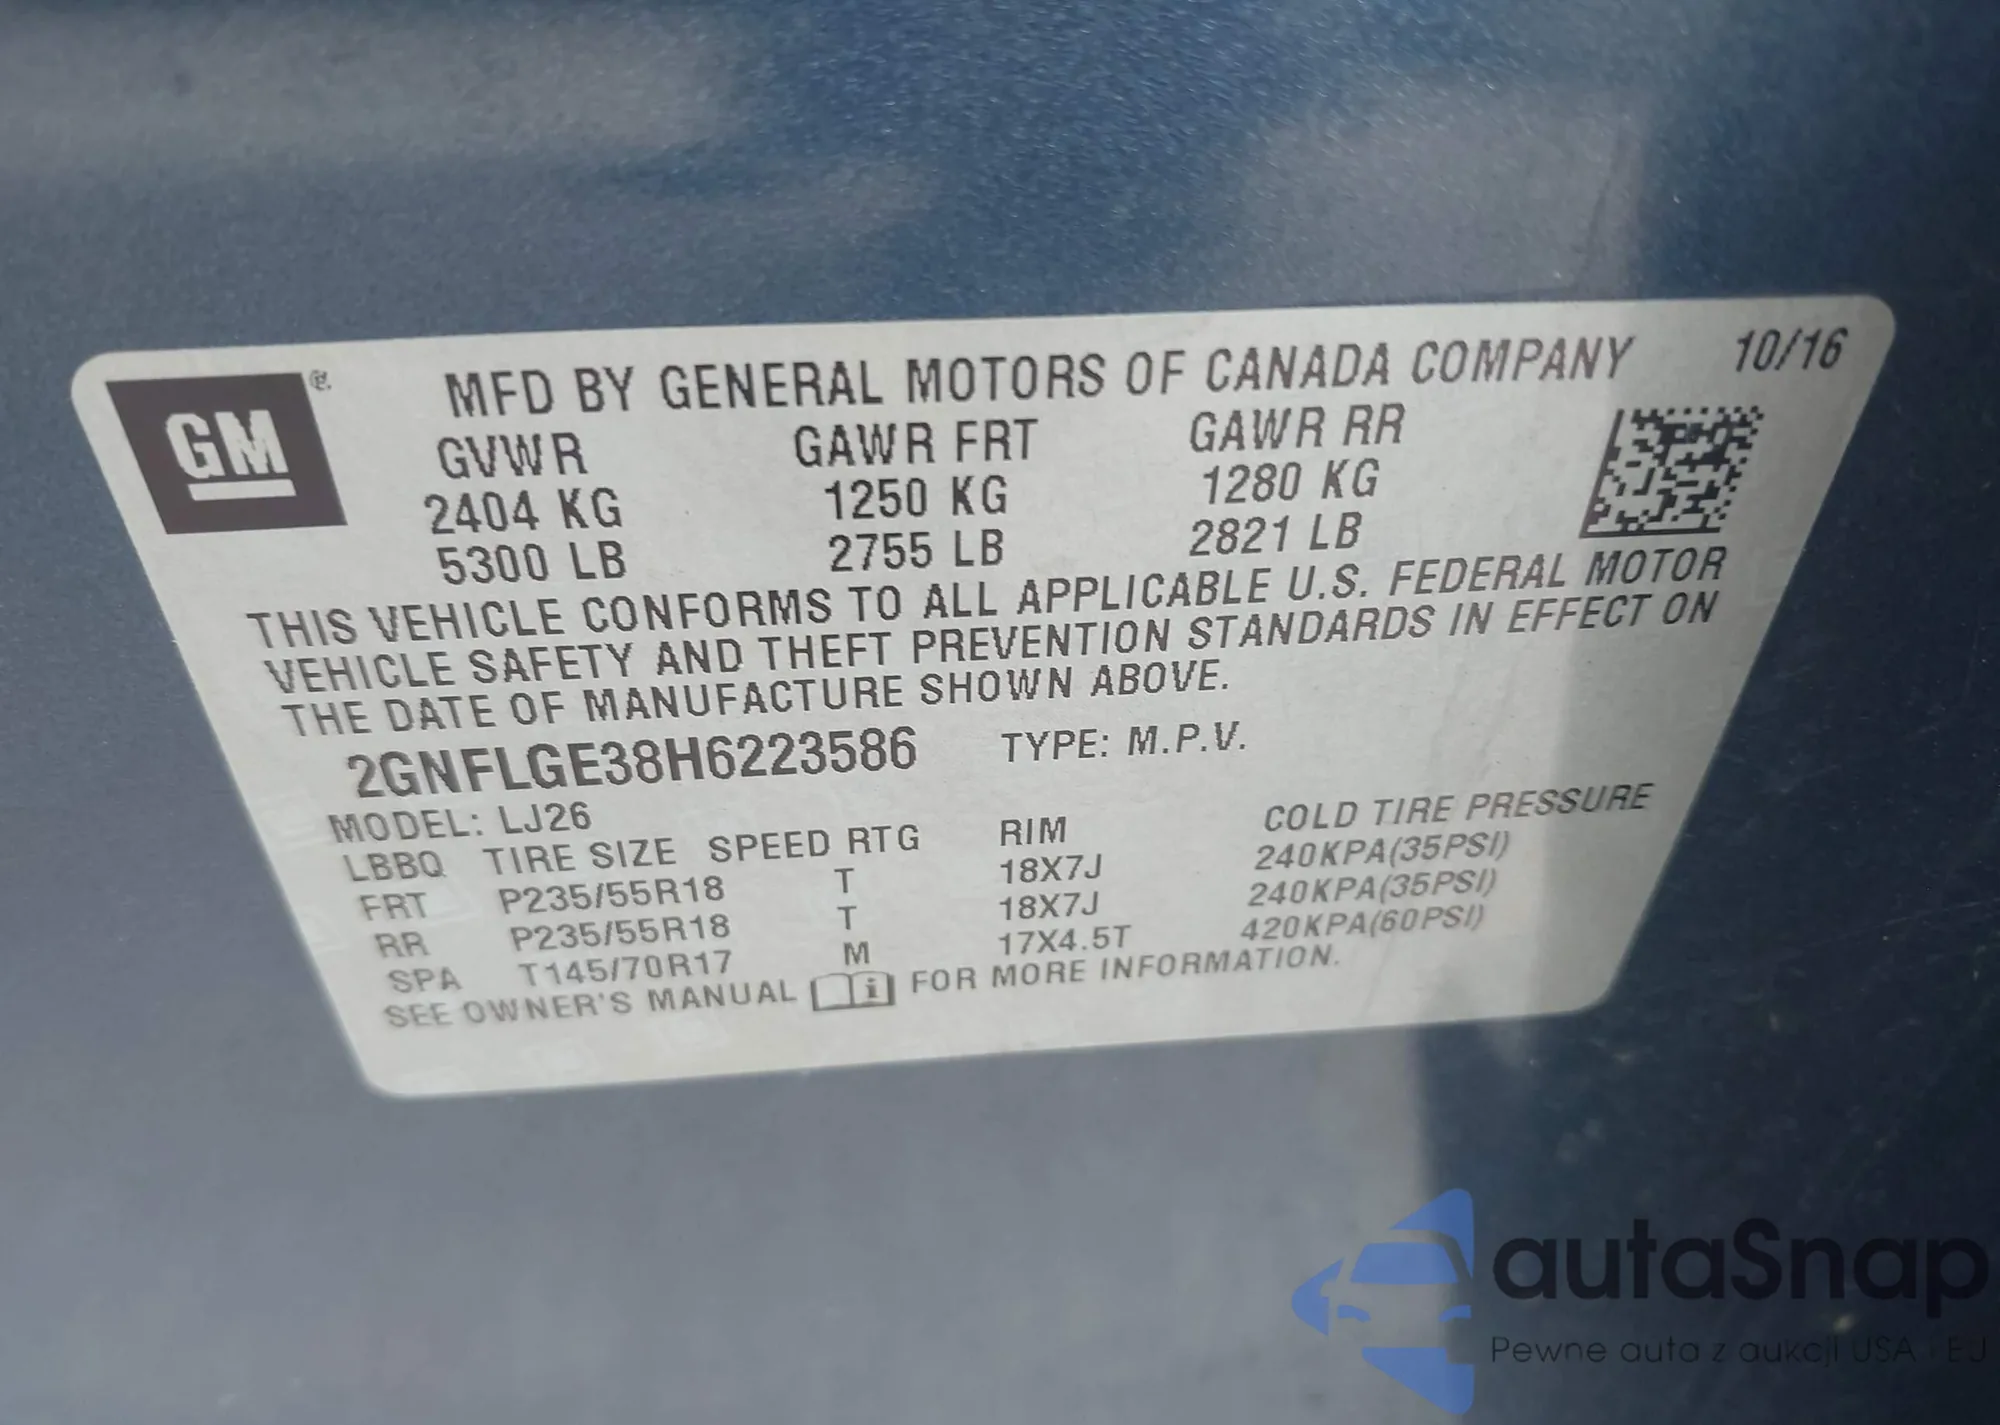 GM ®. MFD BY GENERAL MOTORS OF CANADA COMPANY 10/16
GVWR GAWR FRT GAWR RR
2404 KG 1250 KG 1280 KG
5300 LB 2755 LB 2821 LB
THIS VEHICLE CONFORMS TO ALL APPLICABLE U.S. FEDERAL MOTOR
VEHICLE SAFETY AND THEFT PREVENTION STANDARDS IN EFFECT ON
THE DATE OF MANUFACTURE SHOWN ABOVE.
2GNFLGE38H6223586 TYPE: M.P.V.
MODEL: LJ26
LBBQ TIRE SIZE SPEED RTG RIM COLD TIRE PRESSURE
FRT P235/55R18 T 18X7J 240KPA(35PSI)
RR P235/55R18 T 18X7J 240KPA(35PSI)
SPA T145/70R17 M 17X4.5T 420KPA(60PSI)
SEE OWNER'S MANUAL i FOR MORE INFORMATION.
autaSnap
Pewne auta z aukcji USA i EU